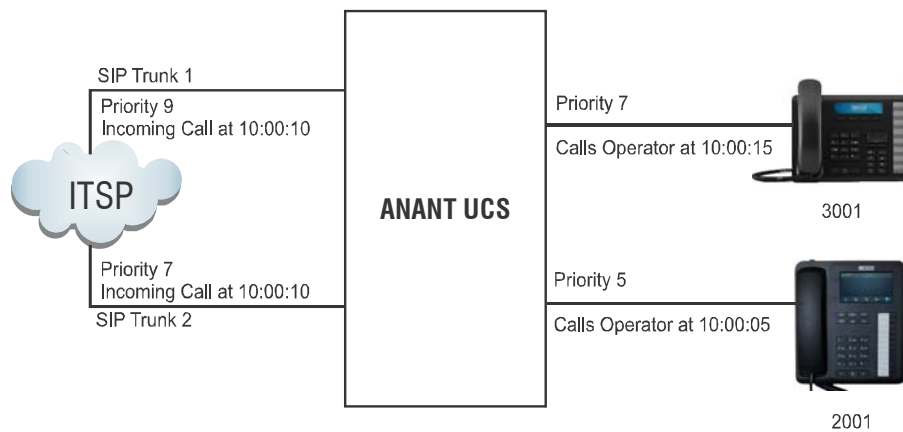 SIP Trunk 1
Priority 9
Incoming Call at 10:00:10
ITSP
Priority 7
Incoming Call at 10:00:10
SIP Trunk 2
ANANT UCS
Priority 7
Calls Operator at 10:00:15
3001
Priority 5
Calls Operator at 10:00:05
2001